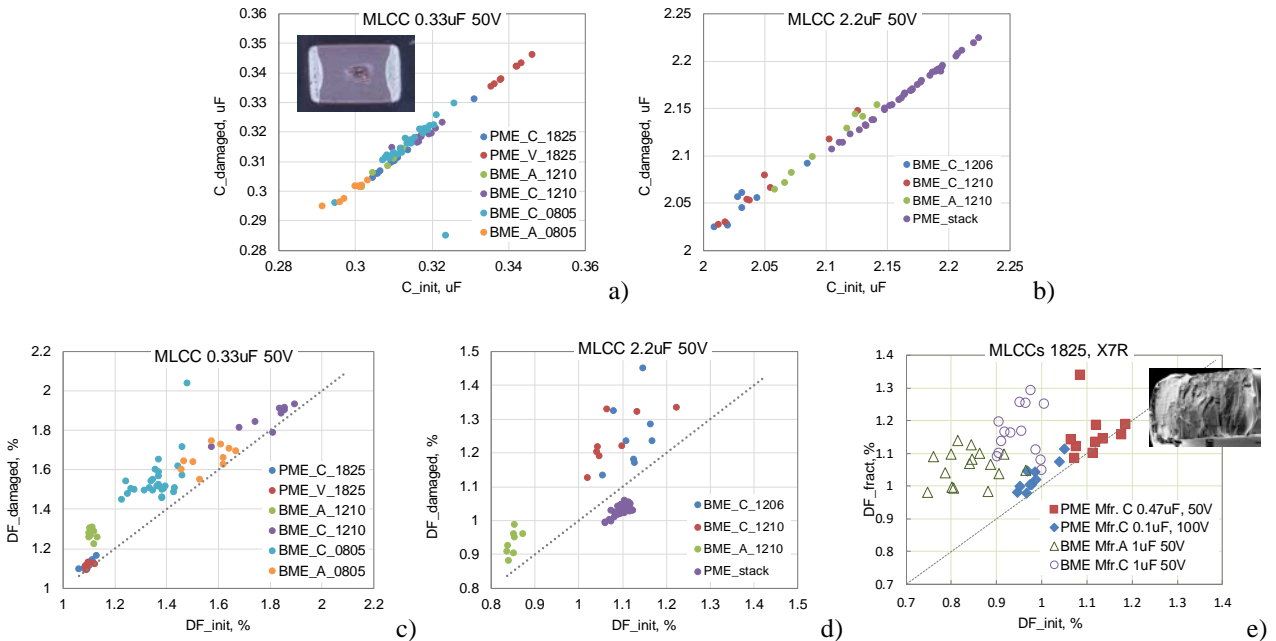 MLCC 0.33uF 50V
0.36
0.35
0.34
0.33
0.32
0.31
0.3
0.29
0.28
C_damaged, uF
0.28
0.3
0.32
0.34
0.36
C_init, uF
PME_C_1825
PME_V_1825
BME_A_1210
BME_C_1210
BME_C_0805
BME_A_0805
a)
MLCC 2.2uF 50V
2.25
2.2
2.15
2.1
2.05
2
C_damaged, uF
2
2.05
2.1
2.15
2.2
2.25
C_init, uF
BME_C_1206
BME_C_1210
BME_A_1210
PME_stack
b)
MLCC 0.33uF 50V
2.2
2
1.8
1.6
1.4
1.2
1
DF_damaged, %
1
1.2
1.4
1.6
1.8
2
2.2
DF_init, %
PME_C_1825
PME_V_1825
BME_A_1210
BME_C_1210
BME_C_0805
BME_A_0805
c)
MLCC 2.2uF 50V
1.5
1.4
1.3
1.2
1.1
1
0.9
0.8
DF_damaged, %
0.8
0.9
1
1.1
1.2
1.3
1.4
1.5
DF_init, %
BME_C_1206
BME_C_1210
BME_A_1210
PME_stack
d)
MLCCs 1825, X7R
1.4
1.3
1.2
1.1
1.0
0.9
0.8
0.7
DF_fract, %
0.7
0.8
0.9
1
1.1
1.2
1.3
1.4
DF_init, %
PME Mfr. C 0.47uF, 50V
PME Mfr.C 0.1uF, 100V
BME Mfr.A 1uF 50V
BME Mfr.C 1uF 50V
e)